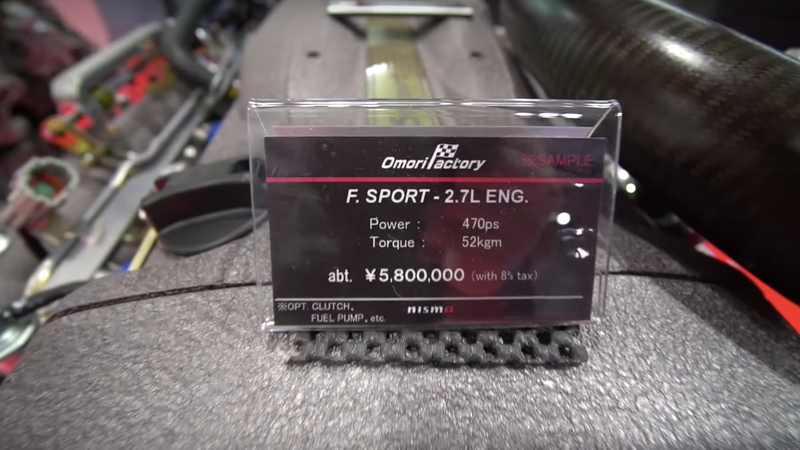 Omori Factory ※SAMPLE
F. SPORT - 2.7L ENG.
Power : 470ps
Torque : 52kgm
abt. ¥5,800,000 (with 8% tax)
※OPT. CLUTCH,
FUEL PUMP, etc.
nismo